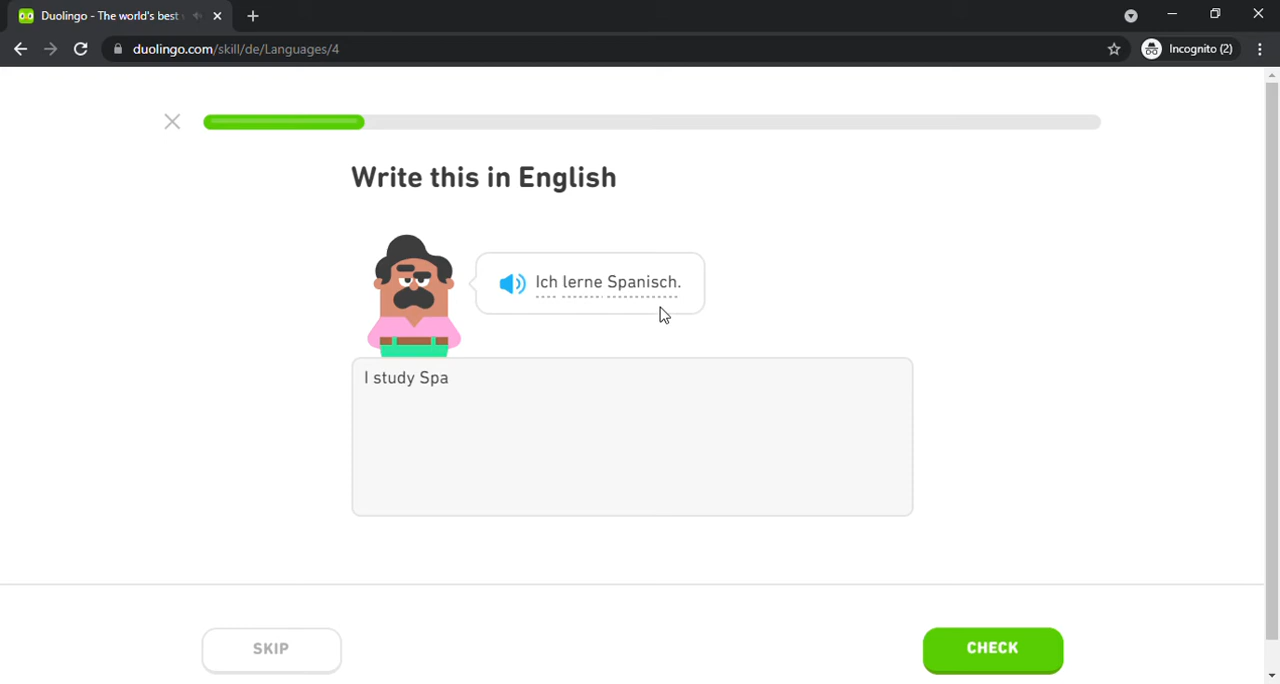 Duolingo - The world's best
duolingo.com/skill/de/Languages/4
Incognito (2)
Write this in English
Ich lerne Spanisch.
I study Spa
SKIP
CHECK